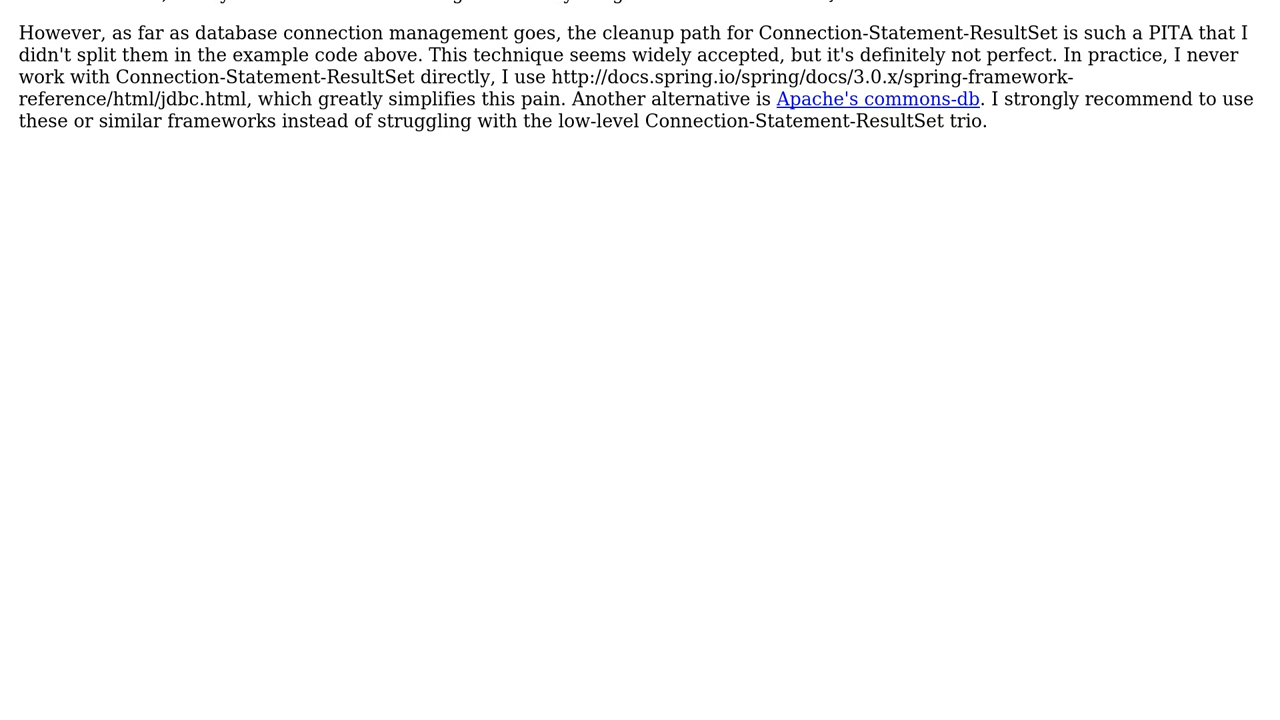 However, as far as database connection management goes, the cleanup path for Connection-Statement-ResultSet is such a PITA that I
didn't split them in the example code above. This technique seems widely accepted, but it's definitely not perfect. In practice, I never
work with Connection-Statement-ResultSet directly, I use http://docs.spring.io/spring/docs/3.0.x/spring-framework-
reference/html/jdbc.html, which greatly simplifies this pain. Another alternative is Apache's commons-db. I strongly recommend to use
these or similar frameworks instead of struggling with the low-level Connection-Statement-ResultSet trio.